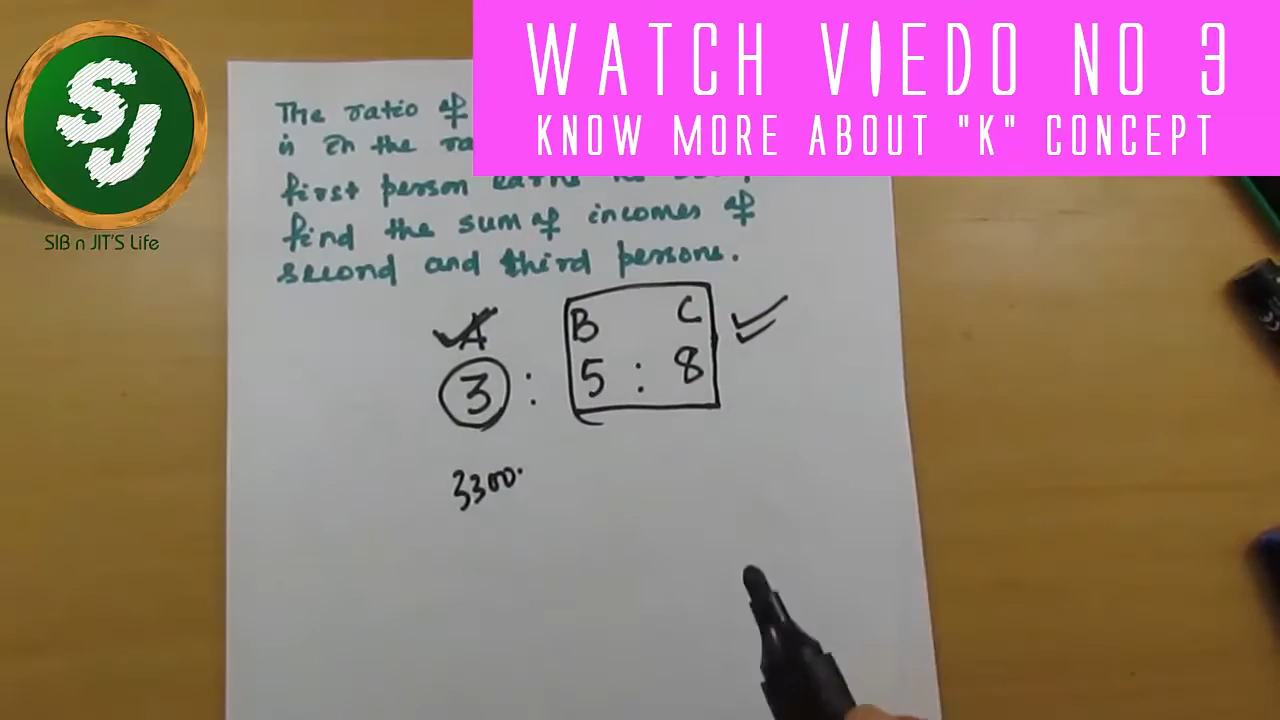 WATCH VIEDO NO 3
KNOW MORE ABOUT "K" CONCEPT
SJ
SIB n JIT'S Life
The ratio of
is in the
first person earns
find the sum of incomes of
second and third persons.
A B C
3 : 5 : 8
3300.